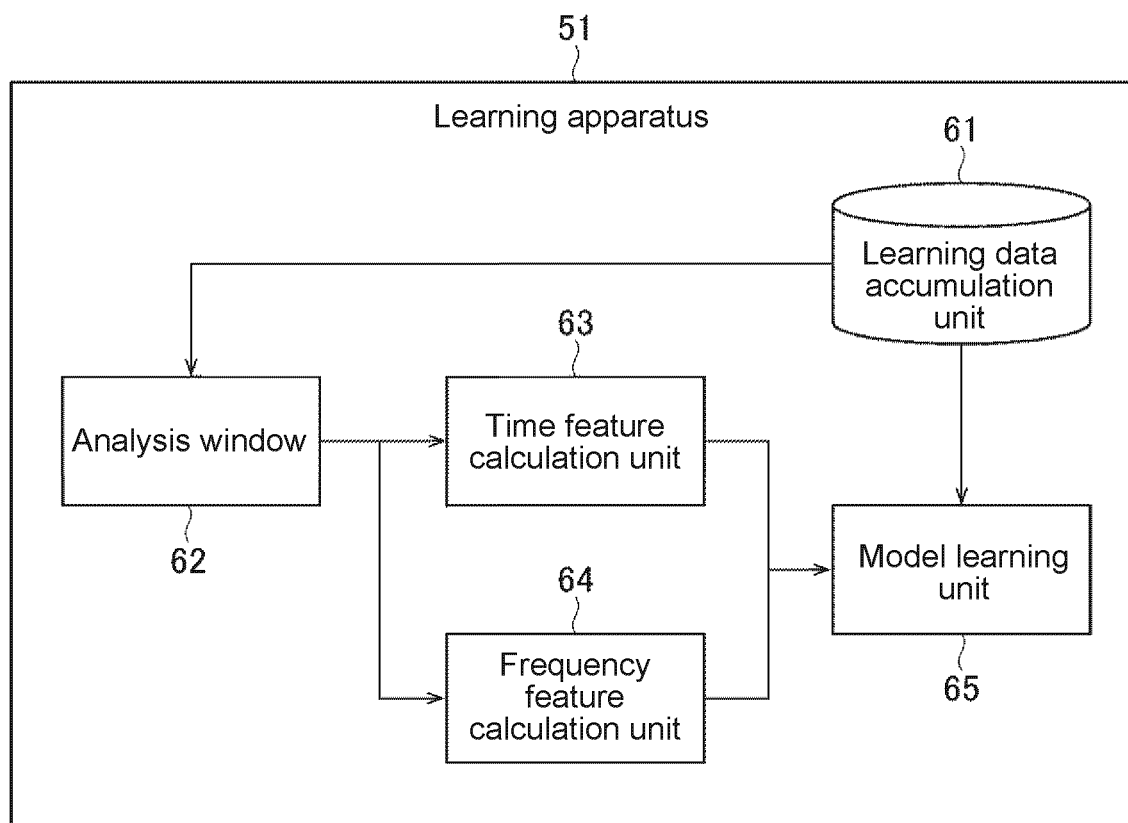 51
Learning apparatus
61
Learning data
accumulation
unit
63
Analysis window
Time feature
calculation unit
62
64
Model learning
unit
Frequency
feature
calculation unit
65